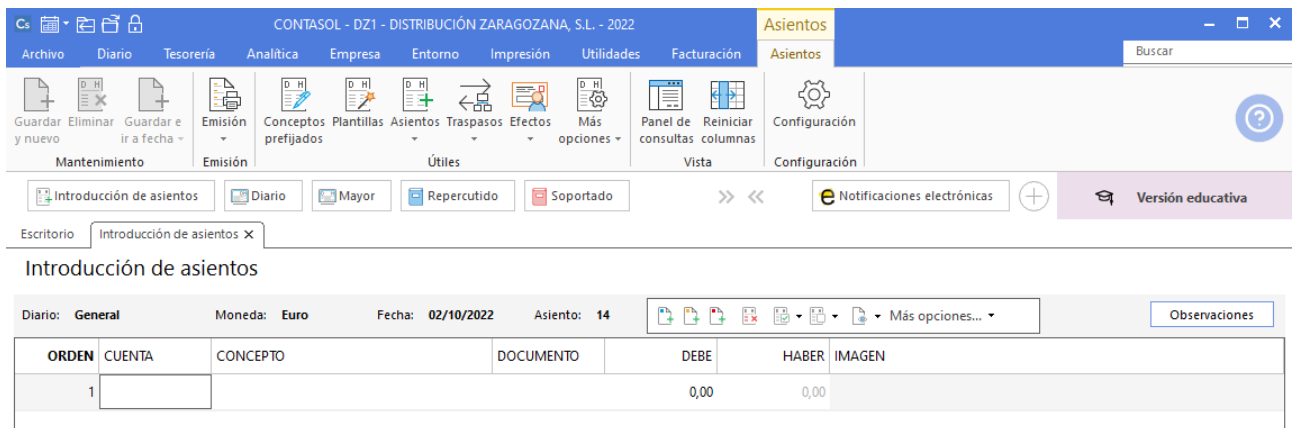 Cs CONTASOL - DZ1 - DISTRIBUCIÓN ZARAGOZANA, S.L. - 2022 Asientos
Archivo Diario Tesorería Analítica Empresa Entorno Impresión Utilidades Facturación Asientos Buscar
D H D H D H D H D H
Guardar Eliminar Guardar e Emisión Conceptos Plantillas Asientos Traspasos Efectos Más Panel de Reiniciar Configuración
y nuevo ir a fecha prefijados opciones consultas columnas
Mantenimiento Emisión Útiles Vista Configuración
Introducción de asientos Diario Mayor Repercutido Soportado e Notificaciones electrónicas Versión educativa
Escritorio Introducción de asientos
Introducción de asientos
Diario: General Moneda: Euro Fecha: 02/10/2022 Asiento: 14 Más opciones... Observaciones
ORDEN CUENTA CONCEPTO DOCUMENTO DEBE HABER IMAGEN
1 0,00 0,00